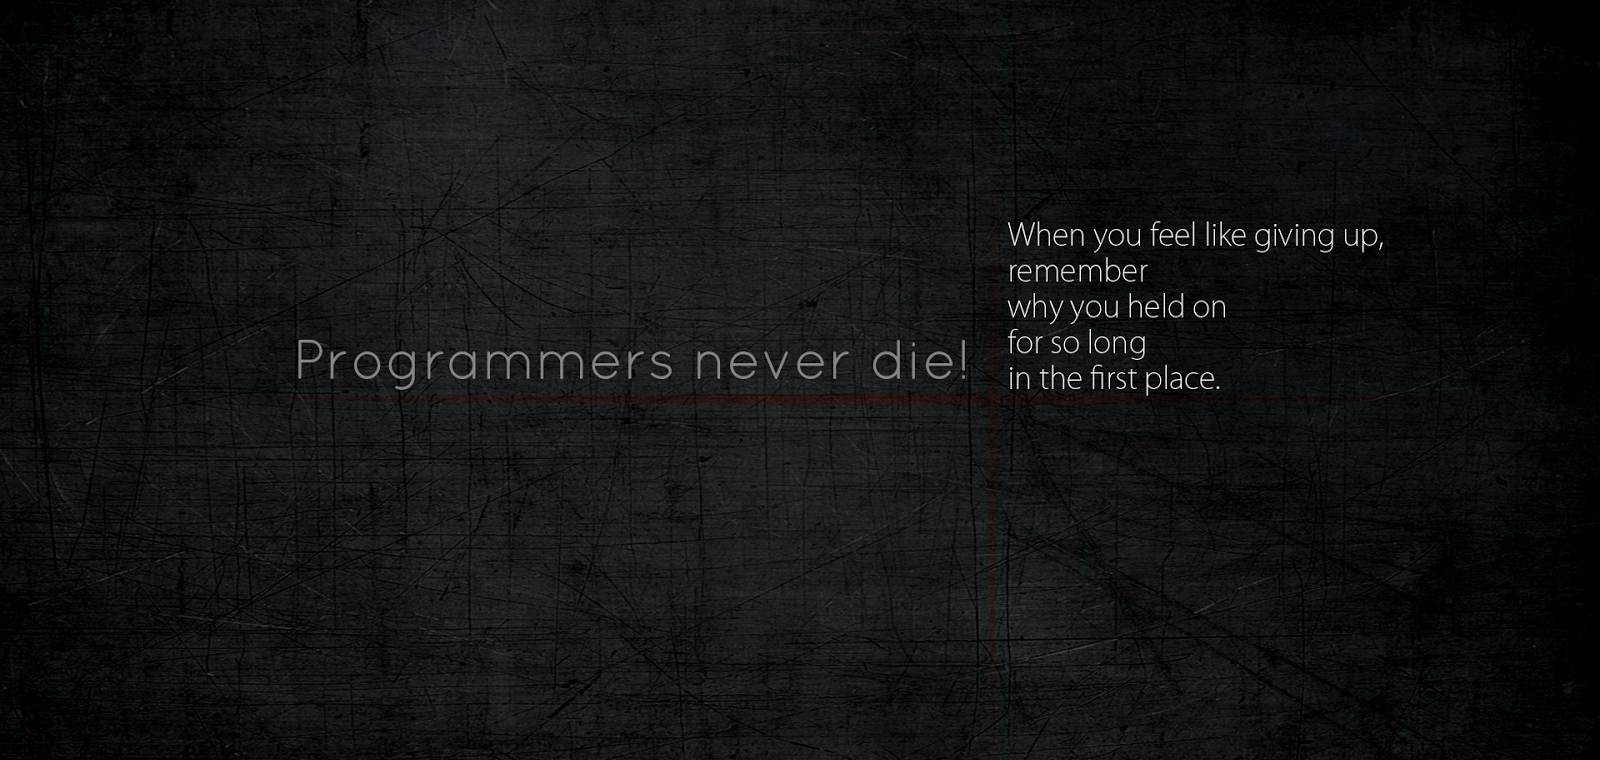 Programmers never die!
When you feel like giving up,
remember
why you held on
for so long
in the first place.